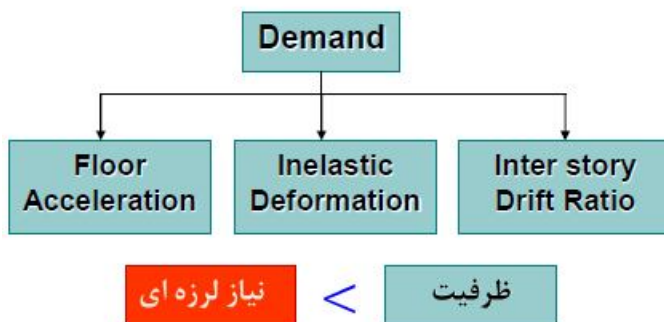 Demand
Floor
Acceleration
Inelastic
Deformation
Inter story
Drift Ratio
نیاز لرزه ای < ظرفیت